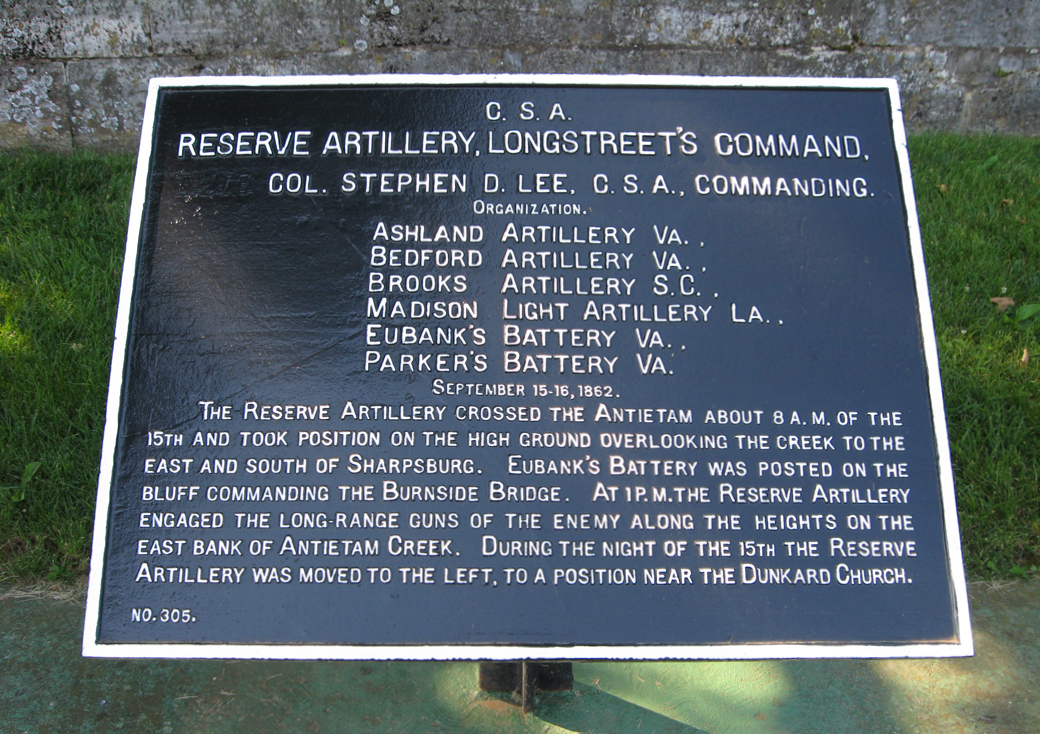 C. S. A.
RESERVE ARTILLERY, LONGSTREET'S COMMAND,
COL. STEPHEN D. LEE, C. S. A., COMMANDING.
ORGANIZATION.
ASHLAND ARTILLERY VA.,
BEDFORD ARTILLERY VA.,
BROOKS ARTILLERY S.C.,
MADISON LIGHT ARTILLERY LA.,
EUBANK'S BATTERY VA.,
PARKER'S BATTERY VA.
SEPTEMBER 15-16, 1862.
THE RESERVE ARTILLERY CROSSED THE ANTIETAM ABOUT 8 A.M. OF THE
15TH AND TOOK POSITION ON THE HIGH GROUND OVERLOOKING THE CREEK TO THE
EAST AND SOUTH OF SHARPSBURG. EUBANK'S BATTERY WAS POSTED ON THE
BLUFF COMMANDING THE BURNSIDE BRIDGE. AT 1 P.M. THE RESERVE ARTILLERY
ENGAGED THE LONG-RANGE GUNS OF THE ENEMY ALONG THE HEIGHTS ON THE
EAST BANK OF ANTIETAM CREEK. DURING THE NIGHT OF THE 15TH THE RESERVE
ARTILLERY WAS MOVED TO THE LEFT, TO A POSITION NEAR THE DUNKARD CHURCH.
NO. 305.